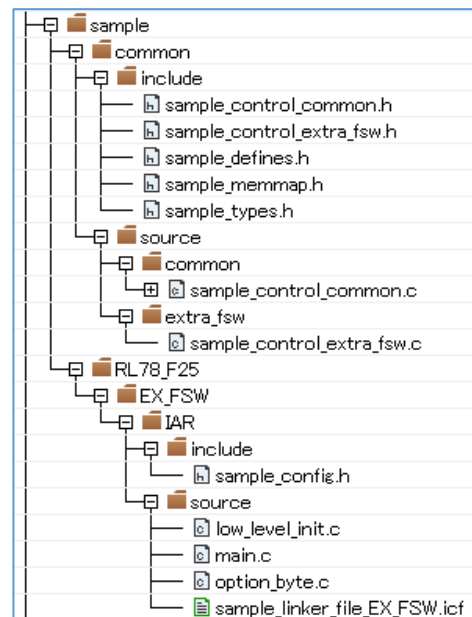 sample
common
include
sample_control_common.h
sample_control_extra_fsw.h
sample_defines.h
sample_memmap.h
sample_types.h
source
common
sample_control_common.c
extra_fsw
sample_control_extra_fsw.c
RL78_F25
EX_FSW
IAR
include
sample_config.h
source
low_level_init.c
main.c
option_byte.c
sample_linker_file_EX_FSW.icf